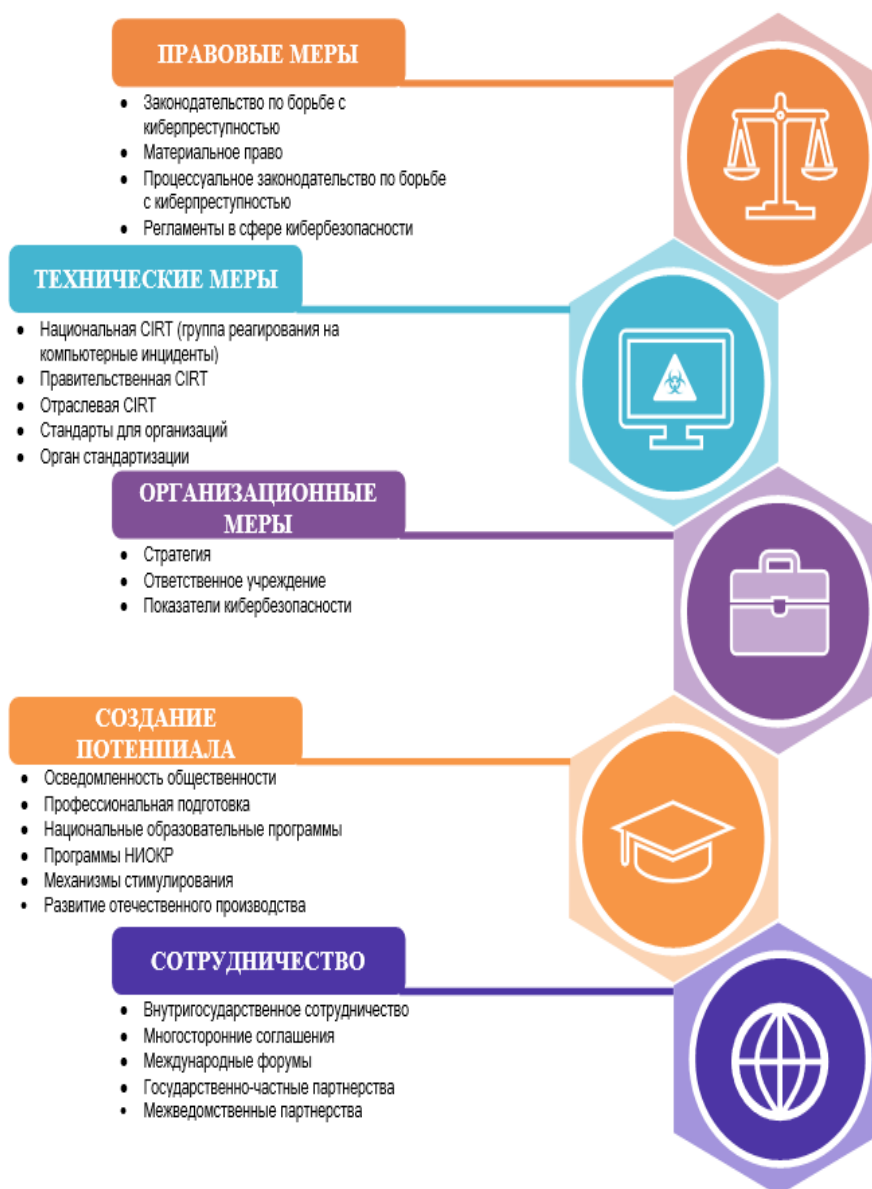 ПРАВОВЫЕ МЕРЫ
• Законодательство по борьбе с
киберпреступностью
• Материальное право
• Процессуальное законодательство по борьбе
с киберпреступностью
• Регламенты в сфере кибербезопасности
ТЕХНИЧЕСКИЕ МЕРЫ
• Национальная CIRT (группа реагирования на
компьютерные инциденты)
• Правительственная CIRT
• Отраслевая CIRT
• Стандарты для организаций
• Орган стандартизации
ОРГАНИЗАЦИОННЫЕ
МЕРЫ
• Стратегия
• Ответственное учреждение
• Показатели кибербезопасности
СОЗДАНИЕ
ПОТЕНЦИАЛА
• Осведомленность общественности
• Профессиональная подготовка
• Национальные образовательные программы
• Программы НИОКР
• Механизмы стимулирования
• Развитие отечественного производства
СОТРУДНИЧЕСТВО
• Внутригосударственное сотрудничество
• Многосторонние соглашения
• Международные форумы
• Государственно-частные партнерства
• Межведомственные партнерства